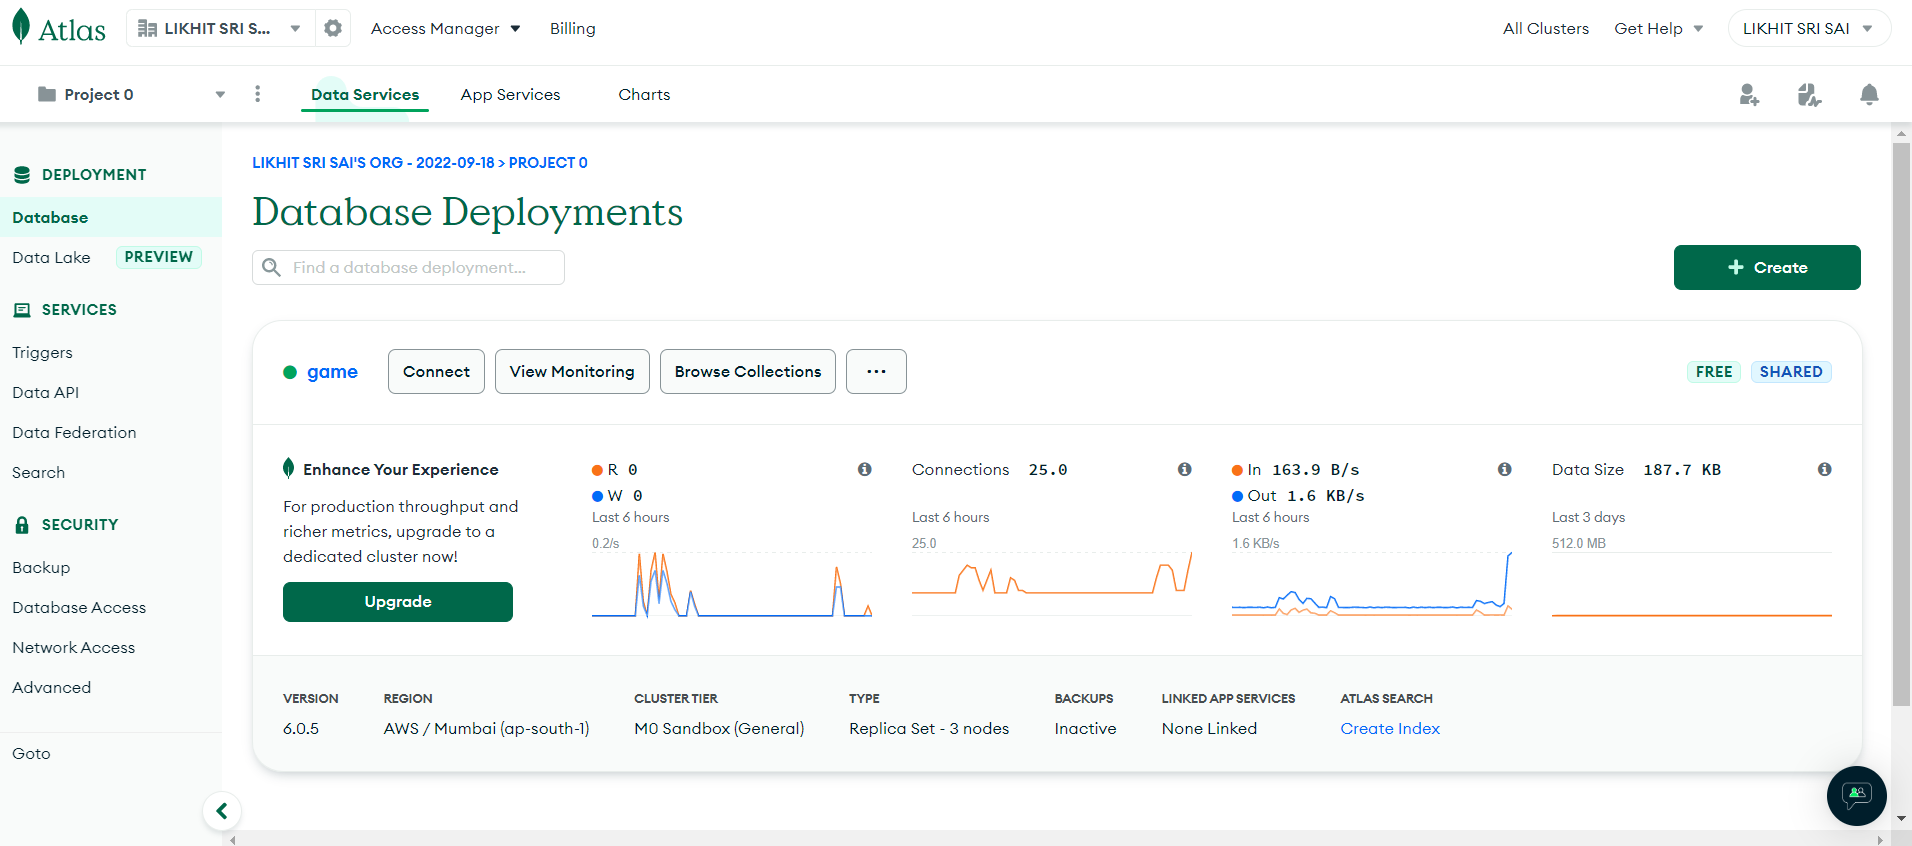 Atlas
LIKHIT SRI S...
Access Manager
Billing
All Clusters
Get Help
LIKHIT SRI SAI
Project 0
Data Services
App Services
Charts
DEPLOYMENT
Database
Data Lake PREVIEW
SERVICES
Triggers
Data API
Data Federation
Search
SECURITY
Backup
Database Access
Network Access
Advanced
Goto
LIKHIT SRI SAI'S ORG - 2022-09-18 > PROJECT 0
Database Deployments
Find a database deployment...
+ Create
game
Connect
View Monitoring
Browse Collections
...
FREE
SHARED
Enhance Your Experience
For production throughput and
richer metrics, upgrade to a
dedicated cluster now!
Upgrade
R 0
W 0
Last 6 hours
0.2/s
Connections 25.0
Last 6 hours
25.0
In 163.9 B/s
Out 1.6 KB/s
Last 6 hours
1.6 KB/s
Data Size 187.7 KB
Last 3 days
512.0 MB
VERSION
6.0.5
REGION
AWS / Mumbai (ap-south-1)
CLUSTER TIER
M0 Sandbox (General)
TYPE
Replica Set - 3 nodes
BACKUPS
Inactive
LINKED APP SERVICES
None Linked
ATLAS SEARCH
Create Index